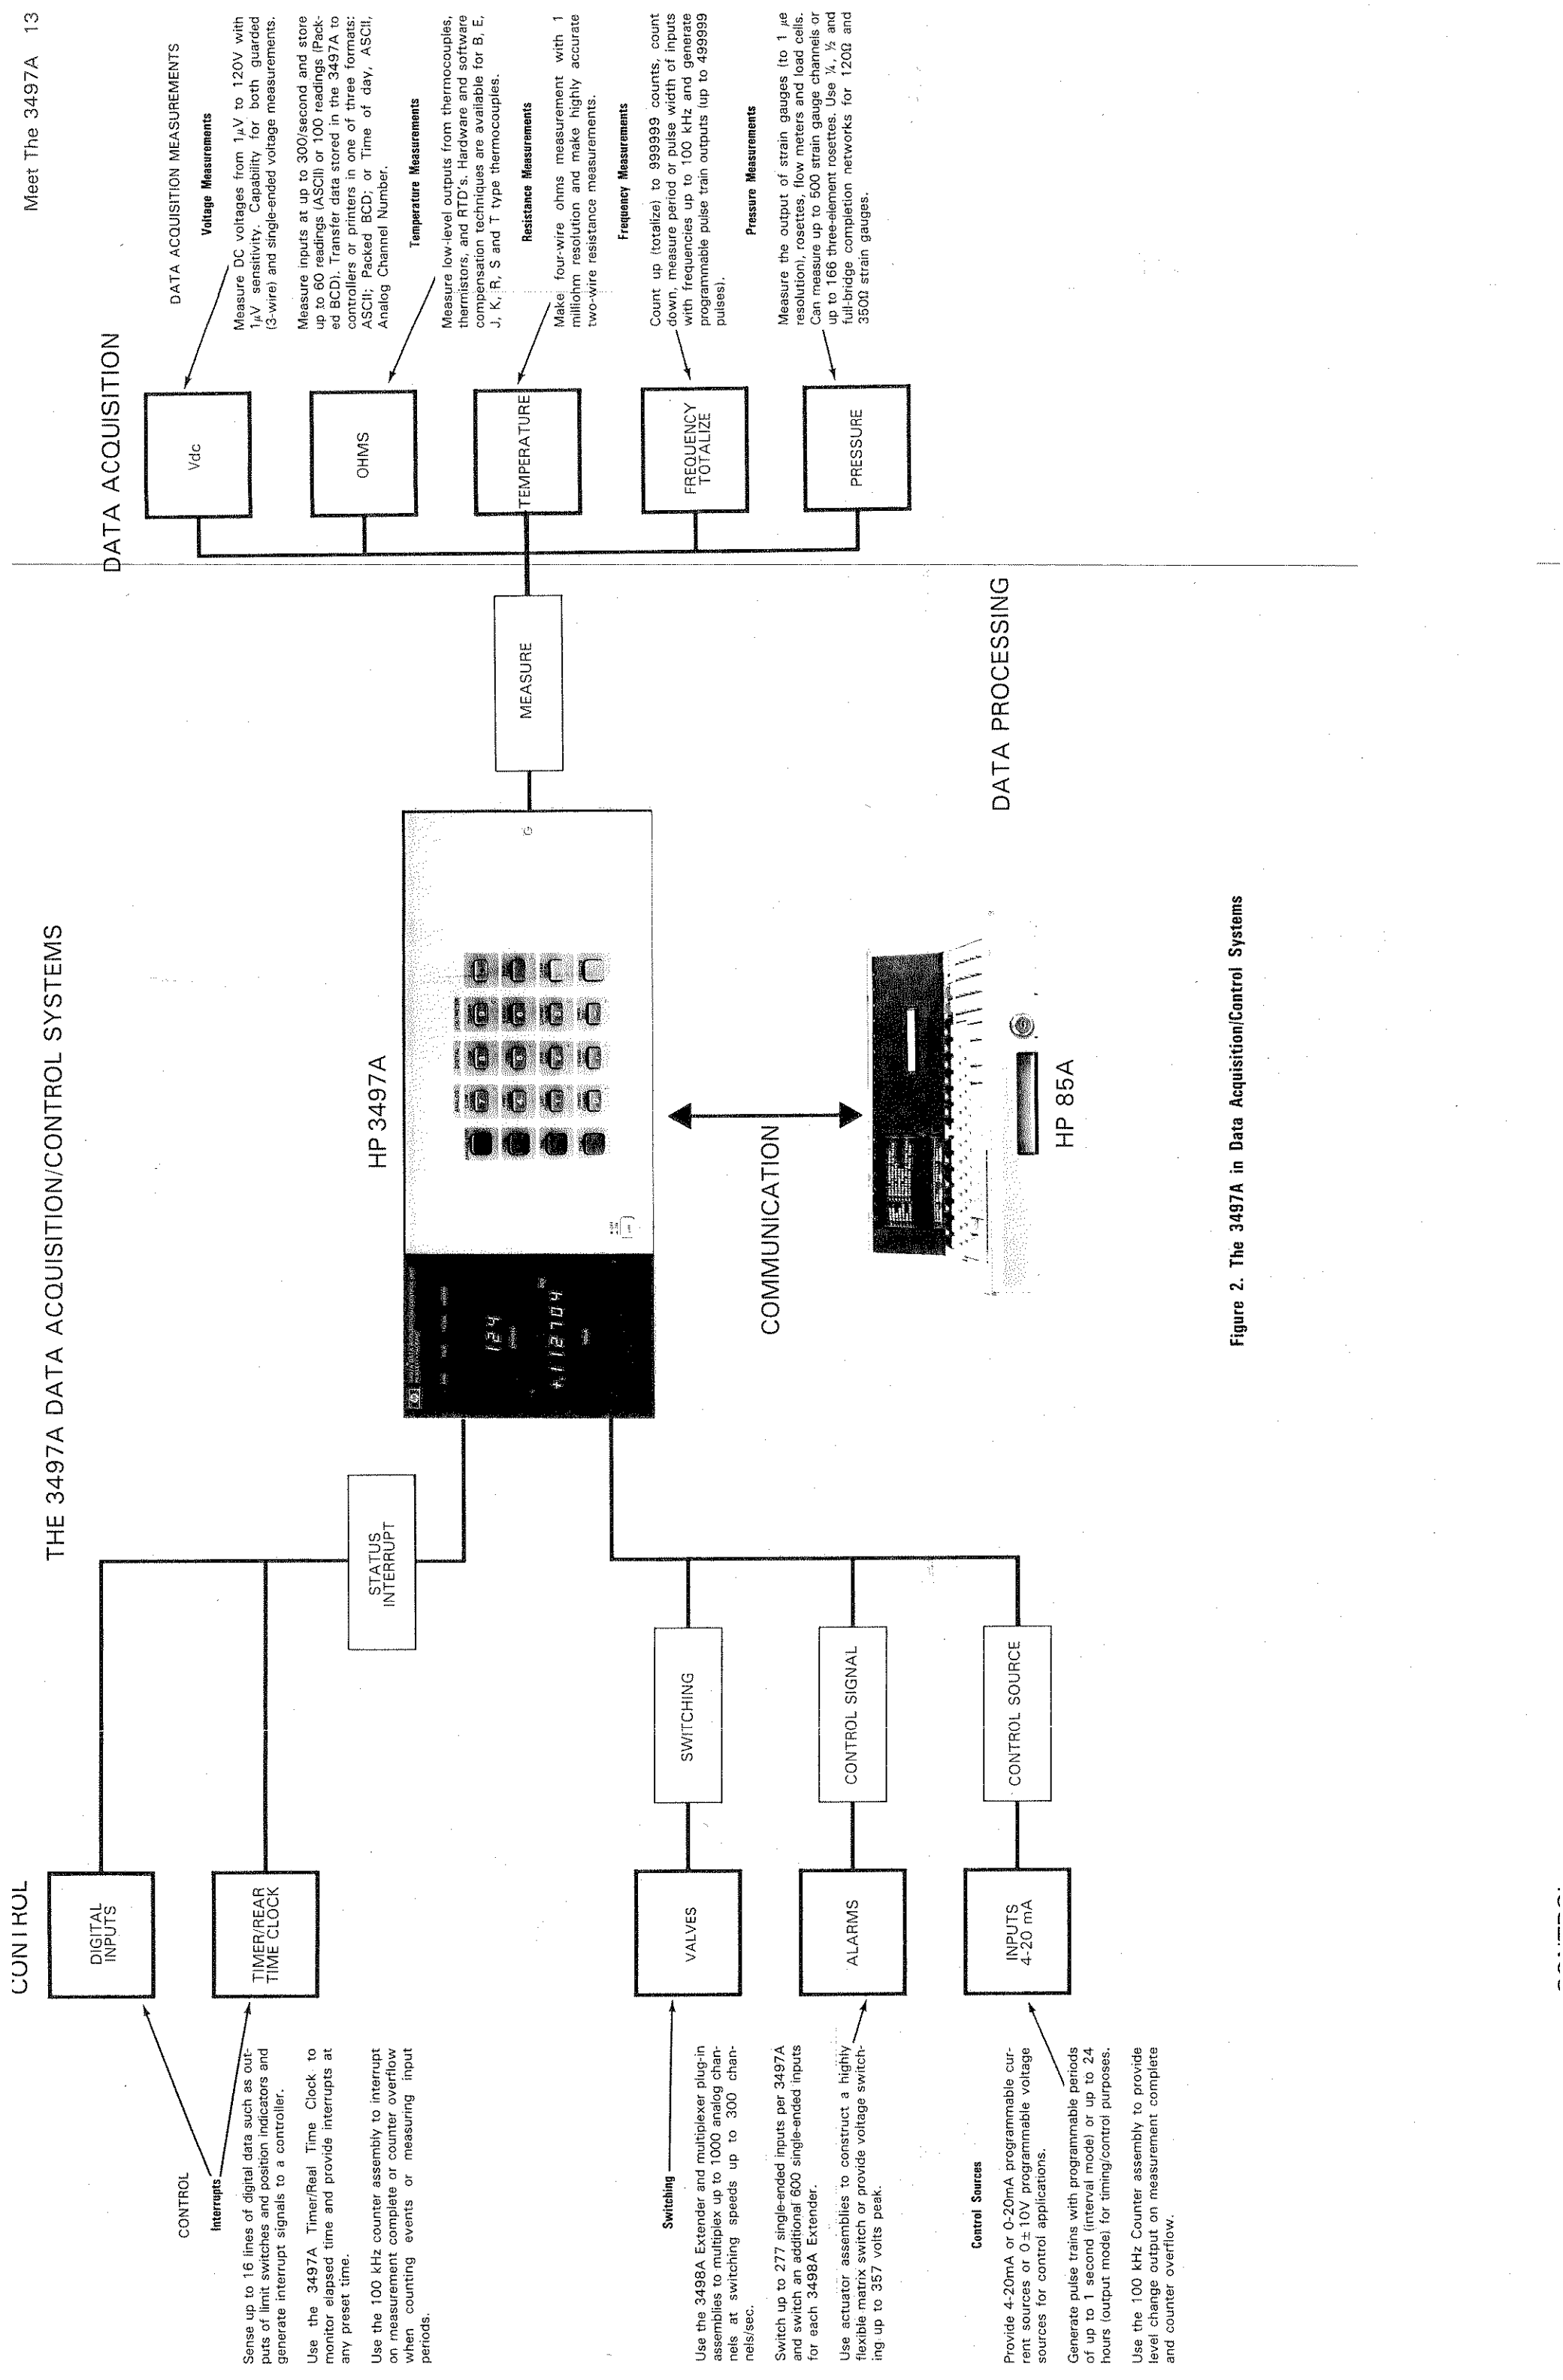 Meet The 3497A 13
THE 3497A DATA ACQUISITION/CONTROL SYSTEMS
CONTROL
DIGITAL
INPUTS
TIMER/REAR
TIME CLOCK
STATUS
INTERRUPT
CONTROL
Interrupts
Sense up to 16 lines of digital data such as out-
puts of limit switches and position indicators and
generate interrupt signals to a controller.
Use the 3497A Timer/Real Time Clock to
monitor elapsed time and provide interrupts at
any preset time.
Use the 100 kHz counter assembly to interrupt
on measurement complete or counter overflow
when counting events or measuring input
periods.
Switching
Use the 3498A Extender and multiplexer plug-in
assemblies to multiplex up to 1000 analog chan-
nels at switching speeds up to 300 chan-
nels/sec.
Switch up to 277 single-ended inputs per 3497A
and switch an additional 600 single-ended inputs
for each 3498A Extender.
Use actuator assemblies to construct a highly
flexible matrix switch or provide voltage switch-
ing up to 357 volts peak.
Control Sources
Provide 4-20mA or 0-20mA programmable cur-
rent sources or 0±10V programmable voltage
sources for control applications.
Generate pulse trains with programmable periods
of up to 1 second (interval mode) or up to 24
hours (output mode) for timing/control purposes.
Use the 100 kHz Counter assembly to provide
level change output on measurement complete
and counter overflow.
VALVES
SWITCHING
ALARMS
CONTROL SIGNAL
INPUTS
4-20 mA
CONTROL SOURCE
HP 3497A
124
+.112704
COMMUNICATION
HP 85A
MEASURE
DATA PROCESSING
DATA ACQUISITION
Vdc
OHMS
TEMPERATURE
FREQUENCY
TOTALIZE
PRESSURE
DATA ACQUISITION MEASUREMENTS
Voltage Measurements
Measure DC voltages from 1µV to 120V with
1µV sensitivity. Capability for both guarded
(3-wire) and single-ended voltage measurements.
Measure inputs at up to 300/second and store
up to 60 readings (ASCII) or 100 readings (Pack-
ed BCD). Transfer data stored in the 3497A to
controllers or printers in one of three formats:
ASCII; Packed BCD; or Time of day, ASCII,
Analog Channel Number.
Temperature Measurements
Measure low-level outputs from thermocouples,
thermistors, and RTD's. Hardware and software
compensation techniques are available for B, E,
J, K, R, S and T type thermocouples.
Resistance Measurements
Make four-wire ohms measurement with 1
milliohm resolution and make highly accurate
two-wire resistance measurements.
Frequency Measurements
Count up (totalize) to 999999 counts, count
down, measure period or pulse width of inputs
with frequencies up to 100 kHz and generate
programmable pulse train outputs (up to 499999
pulses).
Pressure Measurements
Measure the output of strain gauges (to 1 µe
resolution), rosettes, flow meters and load cells.
Can measure up to 500 strain gauge channels or
up to 166 three-element rosettes. Use ¼, ½ and
full-bridge completion networks for 120Ω and
350Ω strain gauges.
Figure 2. The 3497A in Data Acquisition/Control Systems